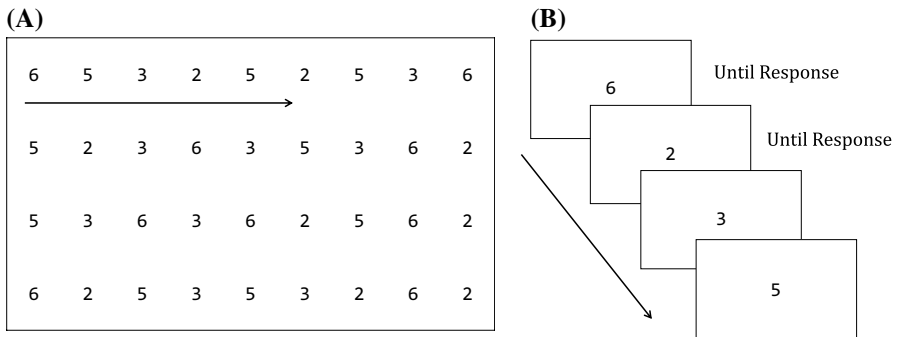 (A)
6 5 3 2 5 2 5 3 6
5 2 3 6 3 5 3 6 2
5 3 6 3 6 2 5 6 2
6 2 5 3 5 3 2 6 2
(B)
6
Until Response
2
Until Response
3
5